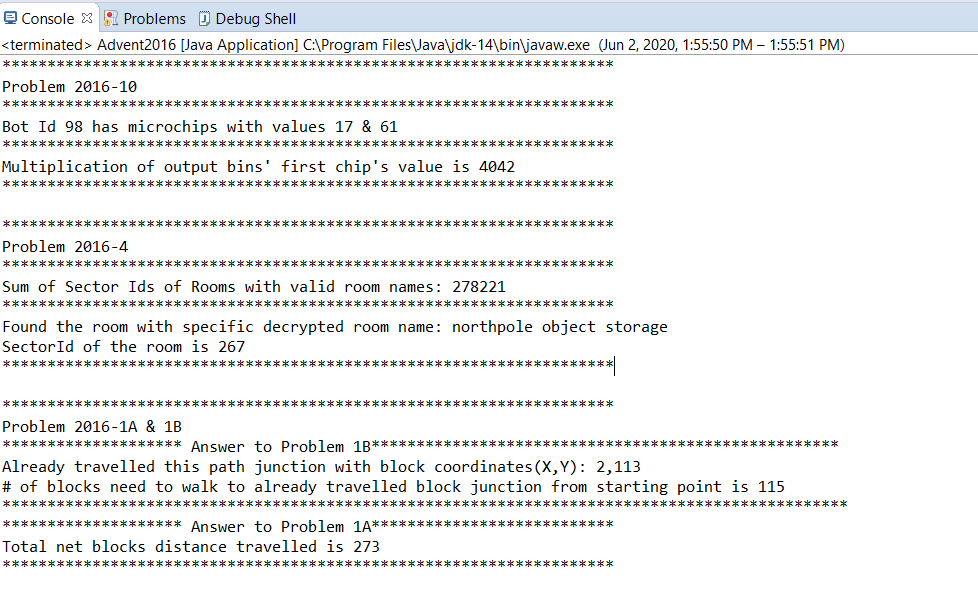 Console Problems Debug Shell
<terminated> Advent2016 [Java Application] C:\Program Files\Java\jdk-14\bin\javaw.exe (Jun 2, 2020, 1:55:50 PM – 1:55:51 PM)
********************************************************************
Problem 2016-10
********************************************************************
Bot Id 98 has microchips with values 17 & 61
********************************************************************
Multiplication of output bins' first chip's value is 4042
********************************************************************
********************************************************************
Problem 2016-4
********************************************************************
Sum of Sector Ids of Rooms with valid room names: 278221
********************************************************************
Found the room with specific decrypted room name: northpole object storage
SectorId of the room is 267
********************************************************************
********************************************************************
Problem 2016-1A & 1B
******************** Answer to Problem 1B****************************************************
Already travelled this path junction with block coordinates(X,Y): 2,113
# of blocks need to walk to already travelled block junction from starting point is 115
**********************************************************************************************
******************** Answer to Problem 1A***************************
Total net blocks distance travelled is 273
********************************************************************